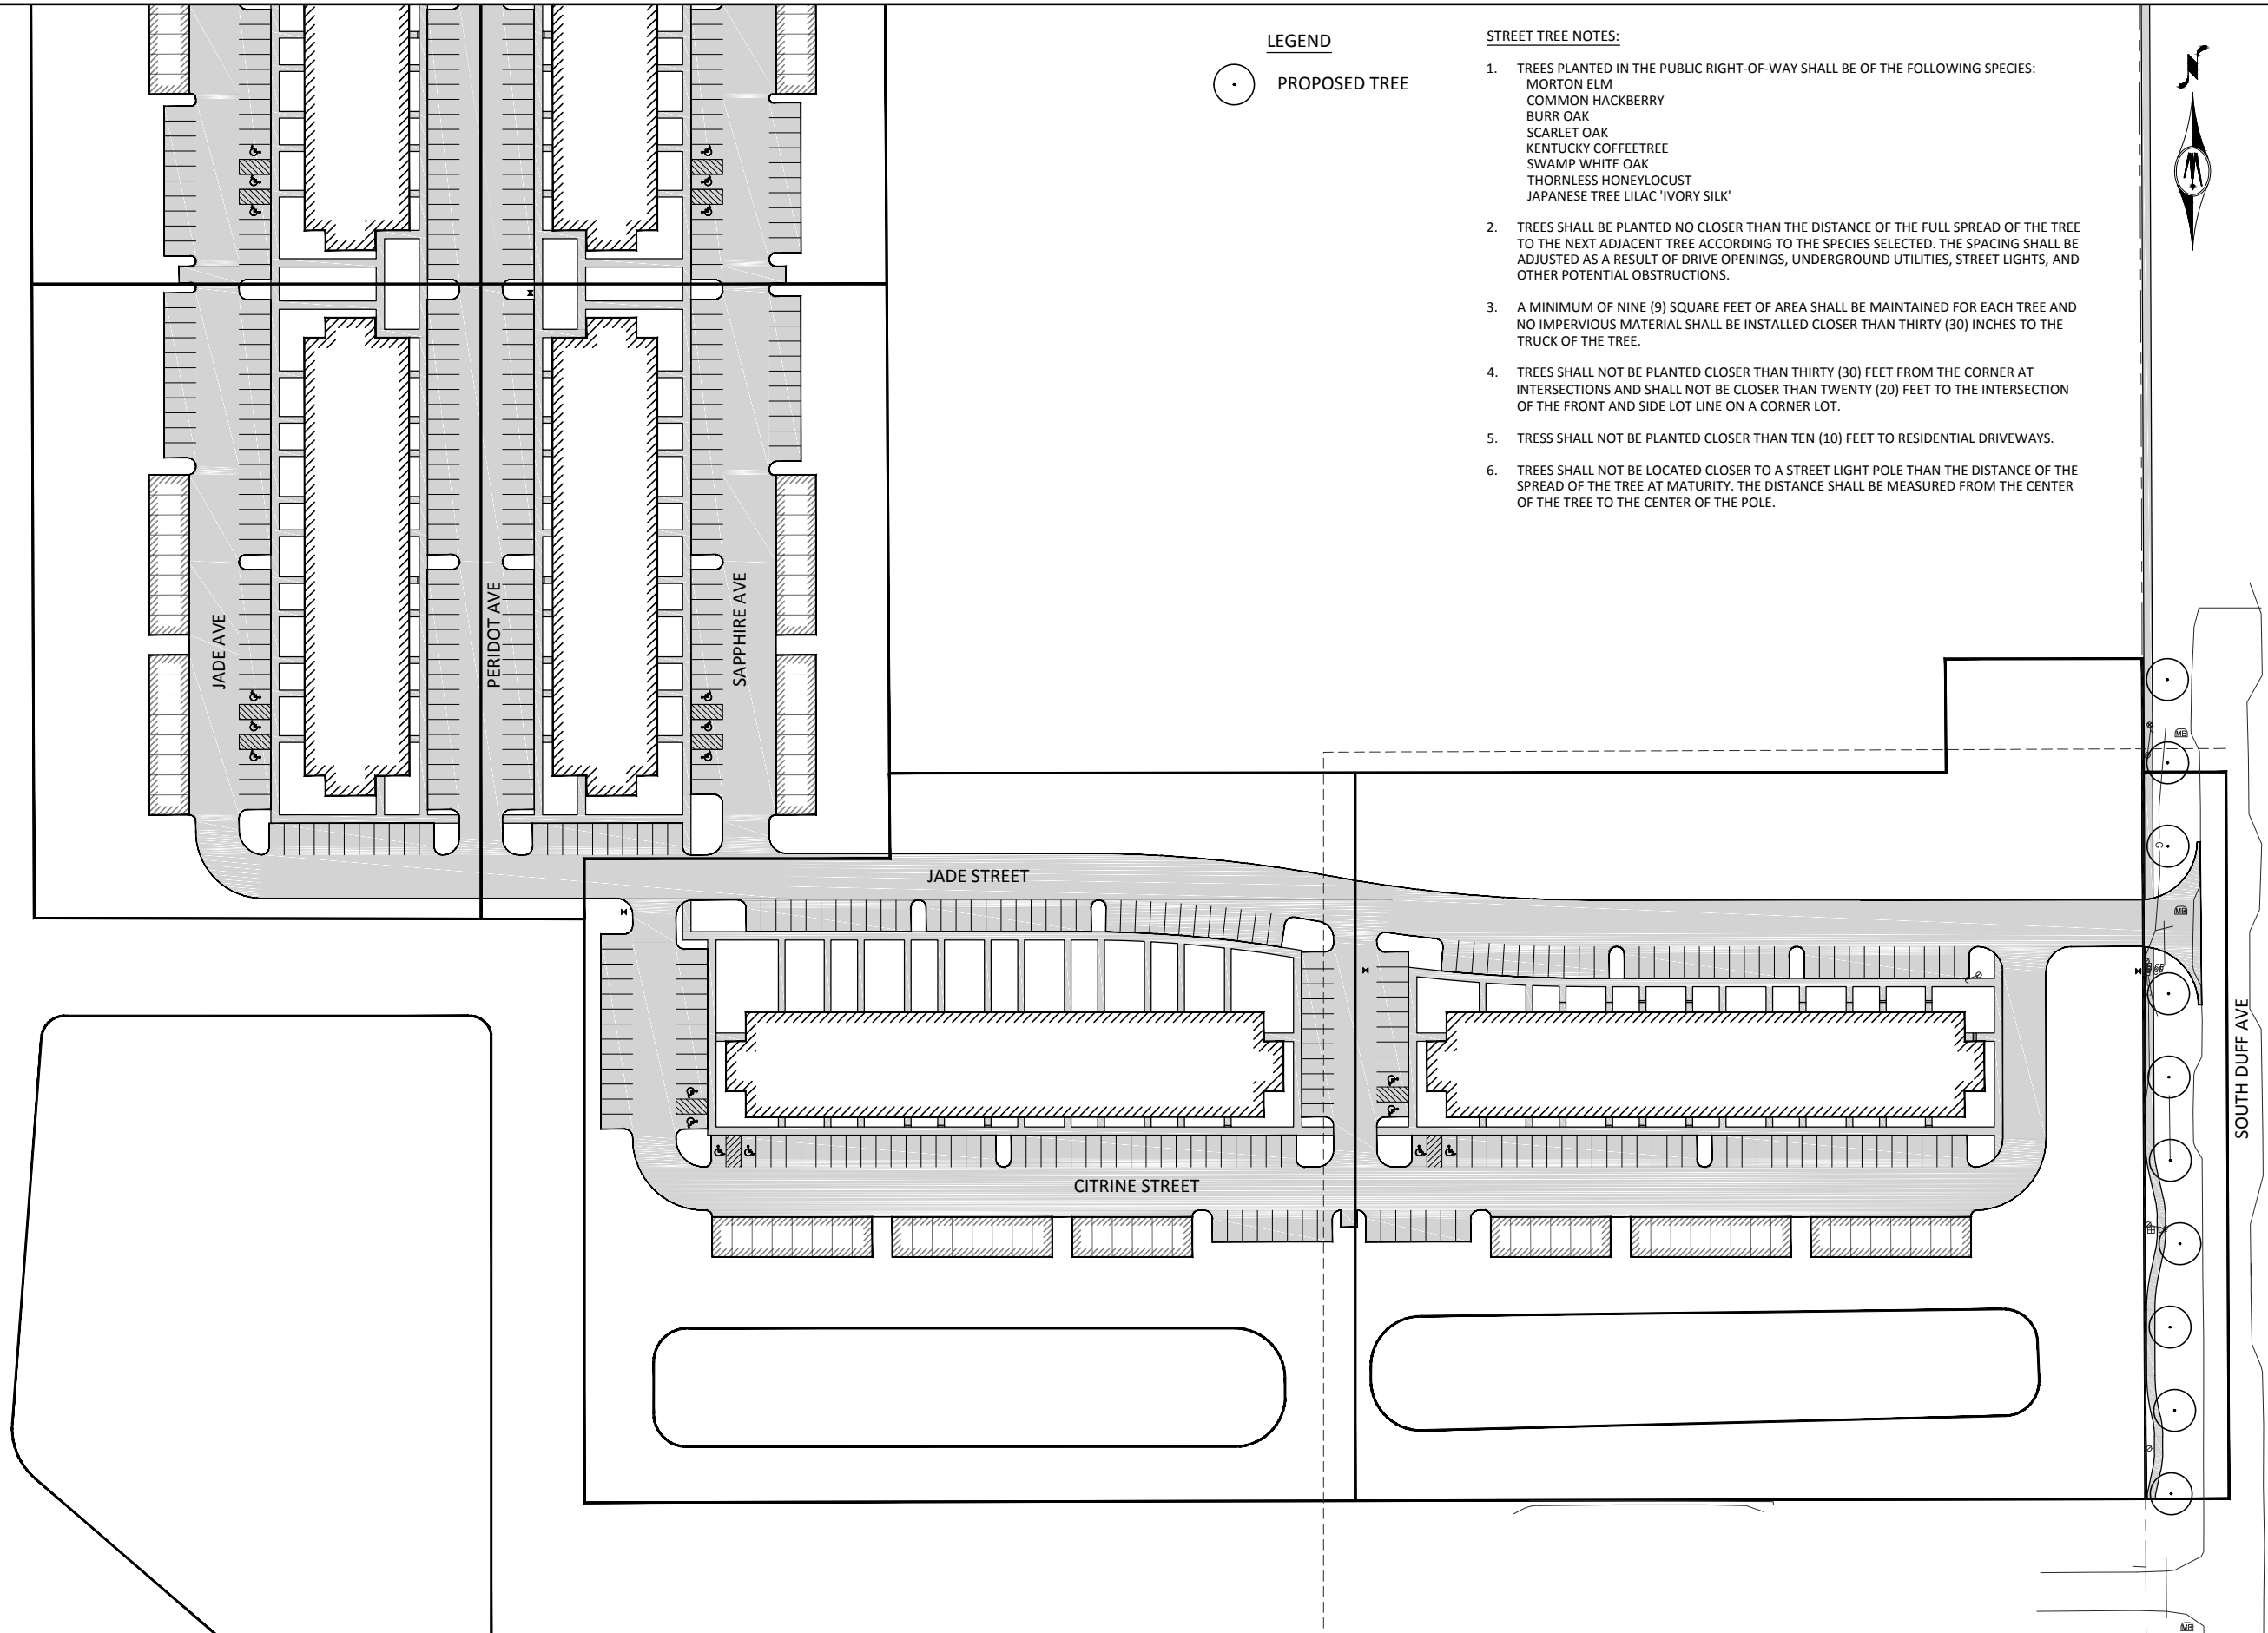 LEGEND
PROPOSED TREE
STREET TREE NOTES:
1. TREES PLANTED IN THE PUBLIC RIGHT-OF-WAY SHALL BE OF THE FOLLOWING SPECIES:
MORTON ELM
COMMON HACKBERRY
BURR OAK
SCARLET OAK
KENTUCKY COFFEETREE
SWAMP WHITE OAK
THORNLESS HONEYLOCUST
JAPANESE TREE LILAC 'IVORY SILK'
2. TREES SHALL BE PLANTED NO CLOSER THAN THE DISTANCE OF THE FULL SPREAD OF THE TREE
TO THE NEXT ADJACENT TREE ACCORDING TO THE SPECIES SELECTED. THE SPACING SHALL BE
ADJUSTED AS A RESULT OF DRIVE OPENINGS, UNDERGROUND UTILITIES, STREET LIGHTS, AND
OTHER POTENTIAL OBSTRUCTIONS.
3. A MINIMUM OF NINE (9) SQUARE FEET OF AREA SHALL BE MAINTAINED FOR EACH TREE AND
NO IMPERVIOUS MATERIAL SHALL BE INSTALLED CLOSER THAN THIRTY (30) INCHES TO THE
TRUCK OF THE TREE.
4. TREES SHALL NOT BE PLANTED CLOSER THAN THIRTY (30) FEET FROM THE CORNER AT
INTERSECTIONS AND SHALL NOT BE CLOSER THAN TWENTY (20) FEET TO THE INTERSECTION
OF THE FRONT AND SIDE LOT LINE ON A CORNER LOT.
5. TRESS SHALL NOT BE PLANTED CLOSER THAN TEN (10) FEET TO RESIDENTIAL DRIVEWAYS.
6. TREES SHALL NOT BE LOCATED CLOSER TO A STREET LIGHT POLE THAN THE DISTANCE OF THE
SPREAD OF THE TREE AT MATURITY. THE DISTANCE SHALL BE MEASURED FROM THE CENTER
OF THE TREE TO THE CENTER OF THE POLE.
N
JADE AVE
PERIDOT AVE
SAPPHIRE AVE
MB
G
JADE STREET
MB
SOUTH DUFF AVE
CITRINE STREET
MB